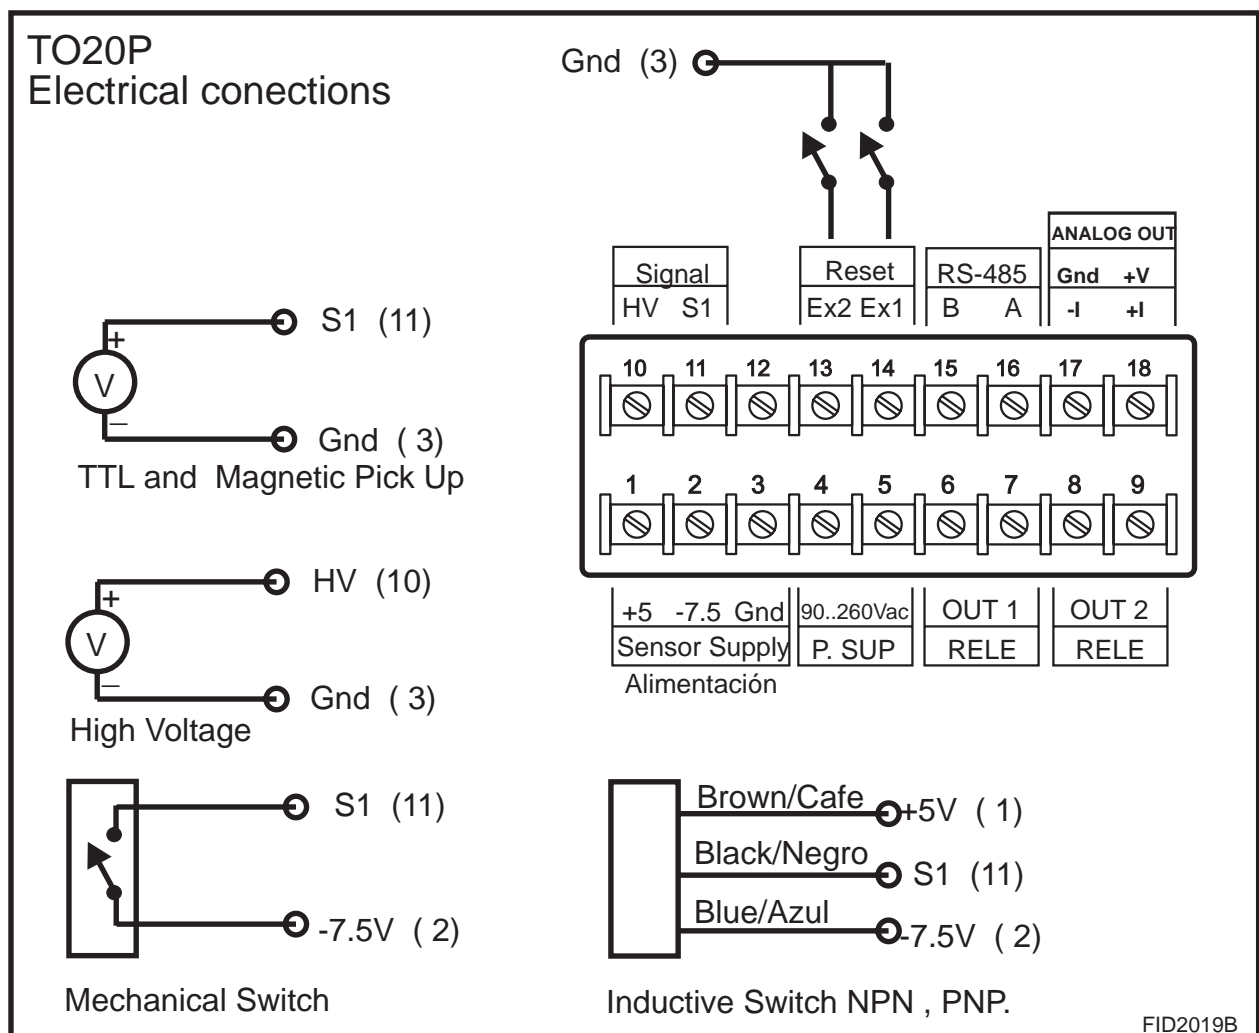 TO20P
Electrical conections
Gnd (3)
ANALOG OUT
Signal
Reset
RS-485
Gnd +V
HV S1
Ex2 Ex1
B A
-I +I
10 11 12 13 14 15 16 17 18
1 2 3 4 5 6 7 8 9
+5 -7.5 Gnd
90..260Vac
OUT 1
OUT 2
Sensor Supply
P. SUP
RELE
RELE
Alimentación
S1 (11)
+
V
–
Gnd ( 3)
TTL and Magnetic Pick Up
HV (10)
+
V
–
Gnd ( 3)
High Voltage
S1 (11)
-7.5V ( 2)
Mechanical Switch
Brown/Cafe
+5V ( 1)
Black/Negro
S1 (11)
Blue/Azul
-7.5V ( 2)
Inductive Switch NPN , PNP.
FID2019B